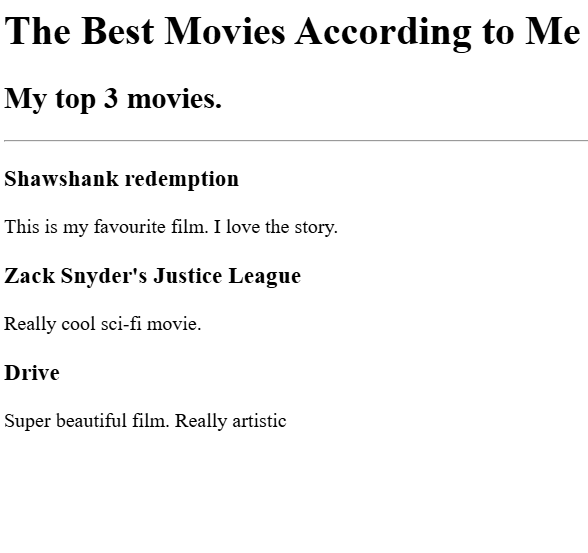 The Best Movies According to Me
My top 3 movies.
Shawshank redemption
This is my favourite film. I love the story.
Zack Snyder's Justice League
Really cool sci-fi movie.
Drive
Super beautiful film. Really artistic